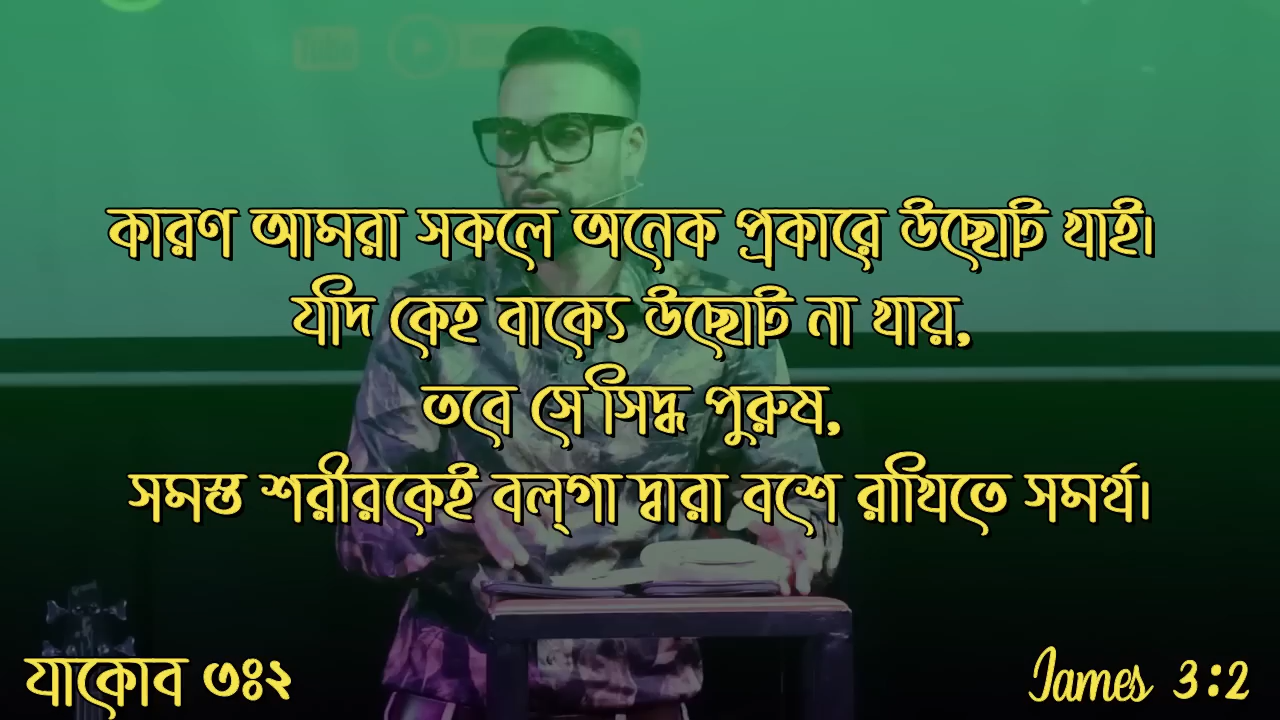 কারণ আমরা সকলে অনেক প্রকারে উছোট খাই।
যদি কেহ বাক্যে উছোট না খায়,
তবে সে সিদ্ধ পুরুষ,
সমস্ত শরীরকেই বল্‌গা দ্বারা বশে রাখিতে সমর্থ।
যাকোব ৩ঃ২
James 3:2